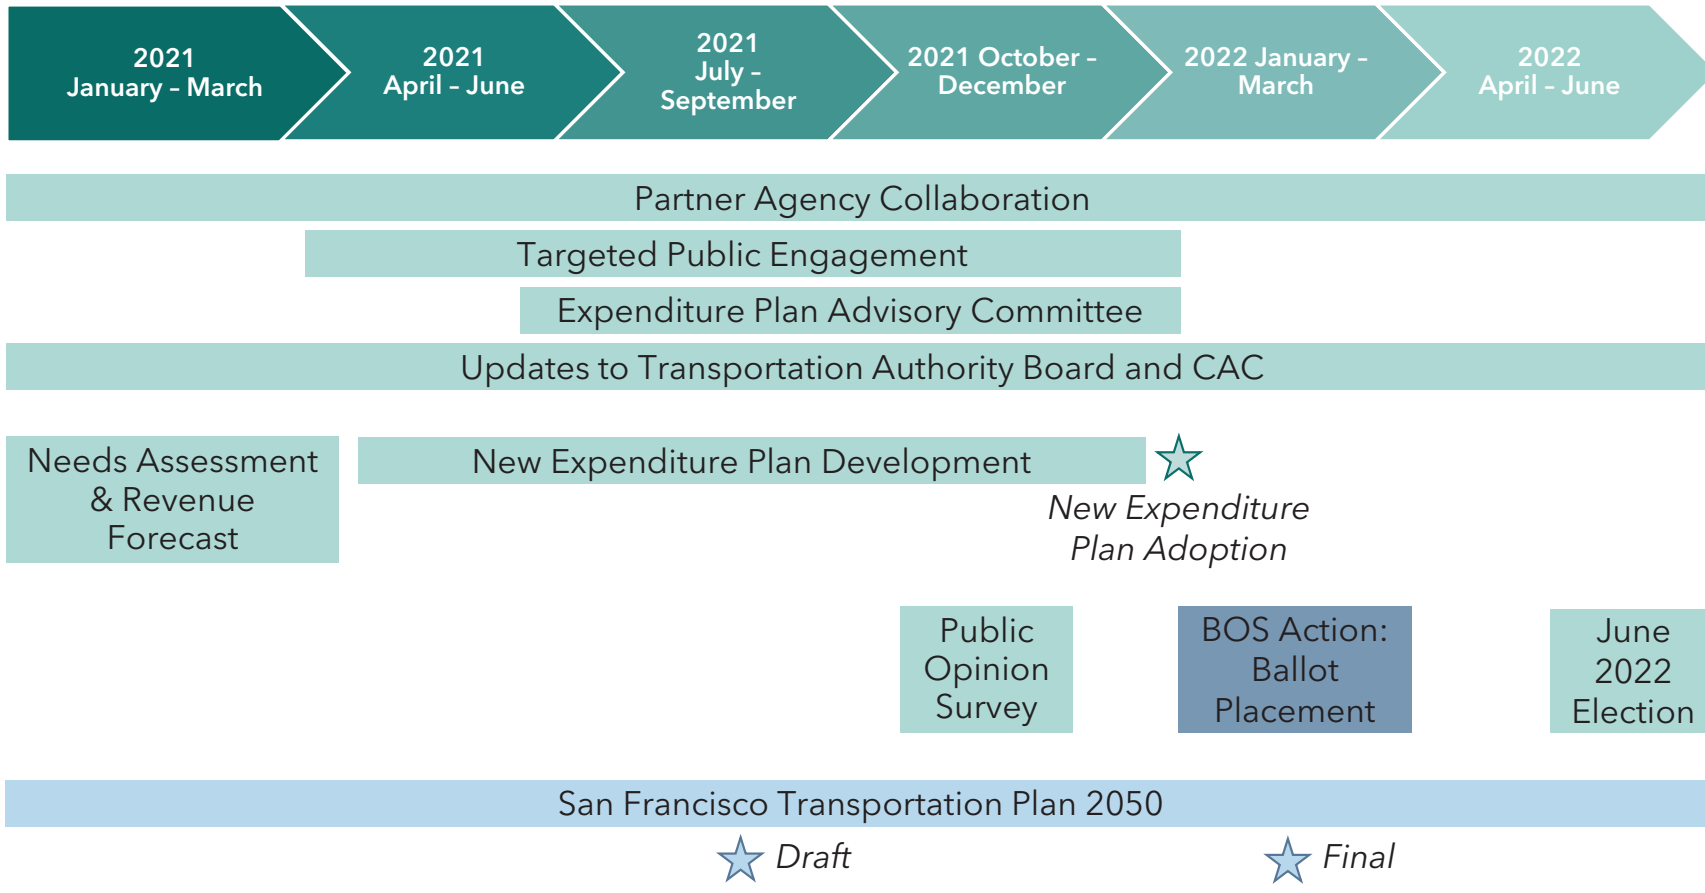 2021
January – March
2021
April – June
2021
July –
September
2021 October –
December
2022 January –
March
2022
April – June
Partner Agency Collaboration
Targeted Public Engagement
Expenditure Plan Advisory Committee
Updates to Transportation Authority Board and CAC
Needs Assessment
& Revenue
Forecast
New Expenditure Plan Development
New Expenditure
Plan Adoption
Public
Opinion
Survey
BOS Action:
Ballot
Placement
June
2022
Election
San Francisco Transportation Plan 2050
Draft
Final